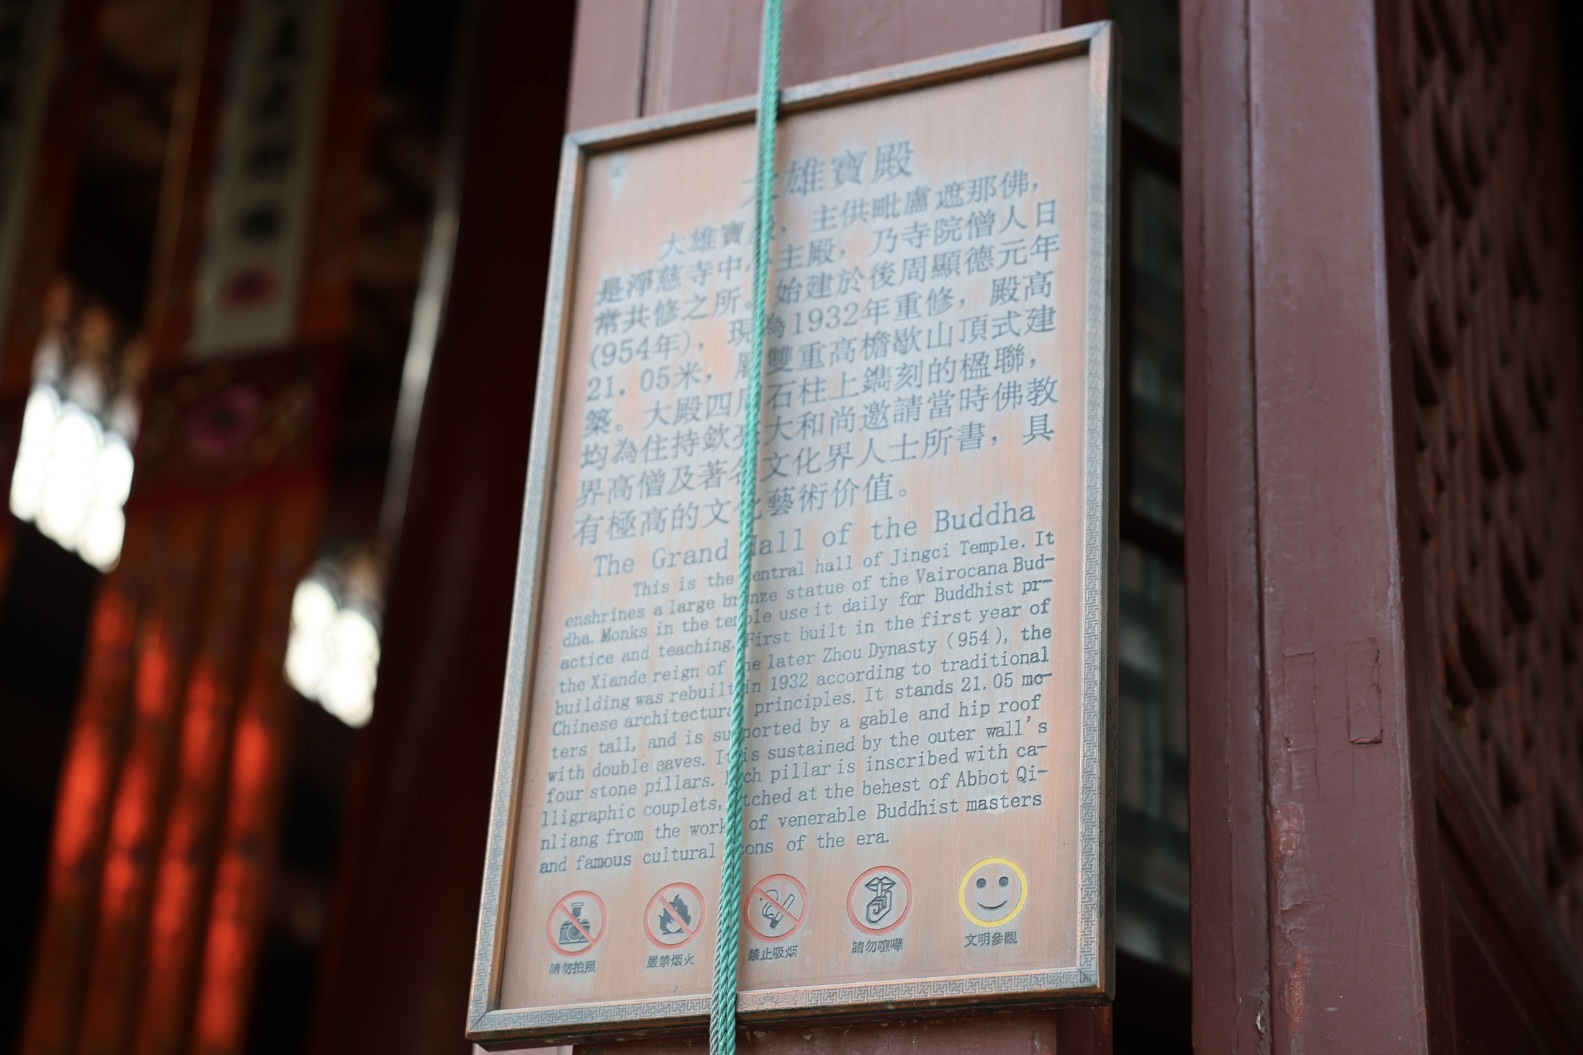 雄寶殿
大雄寶，主供毗盧遮那佛，
是淨慈寺中主殿，乃寺院僧人日
常共修之所。始建於後周顯德元年
(954年)，現為1932年重修，殿高
21.05米，雙重高檐歇山頂式建
築。大殿四石柱上鐫刻的楹聯，
均為住持欽大和尚邀請當時佛教
界高僧及著名文化界人士所書，具
有極高的文藝術价值。
The Grand Hall of the Buddha
This is the central hall of Jingci Temple. It
enshrines a large bronze statue of the Vairocana Bud-
dha. Monks in the temple use it daily for Buddhist pr-
actice and teaching. First built in the first year of
the Xiande reign of the later Zhou Dynasty (954), the
building was rebuilt in 1932 according to traditional
Chinese architectural principles. It stands 21.05 me-
ters tall, and is supported by a gable and hip roof
with double eaves. It is sustained by the outer wall's
four stone pillars. Each pillar is inscribed with ca-
lligraphic couplets, etched at the behest of Abbot Qi-
nliang from the work of venerable Buddhist masters
and famous cultural icons of the era.
請勿拍照 嚴禁烟火 禁止吸烟 請勿喧嘩 文明參觀